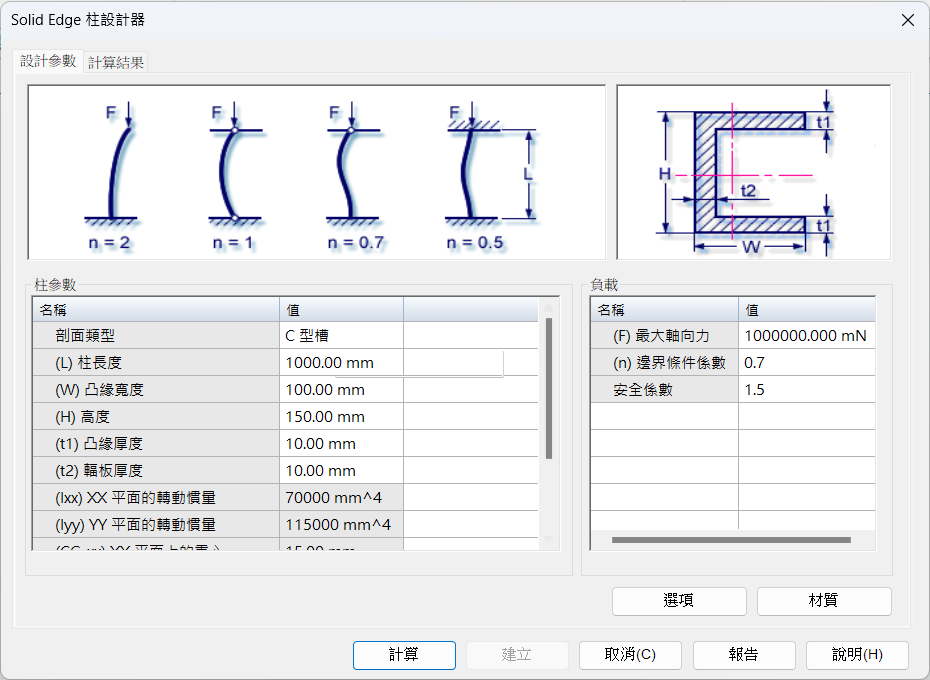 Solid Edge 柱設計器
設計參數 計算結果
F F F F
L
n = 2 n = 1 n = 0.7 n = 0.5
t1
H
t2
t1
W
柱參數
名稱 值
剖面類型 C 型槽
(L) 柱長度 1000.00 mm
(W) 凸緣寬度 100.00 mm
(H) 高度 150.00 mm
(t1) 凸緣厚度 10.00 mm
(t2) 輻板厚度 10.00 mm
(Ixx) XX 平面的轉動慣量 70000 mm^4
(Iyy) YY 平面的轉動慣量 115000 mm^4
負載
名稱 值
(F) 最大軸向力 1000000.000 mN
(n) 邊界條件係數 0.7
安全係數 1.5
選項 材質
計算 建立 取消(C) 報告 說明(H)